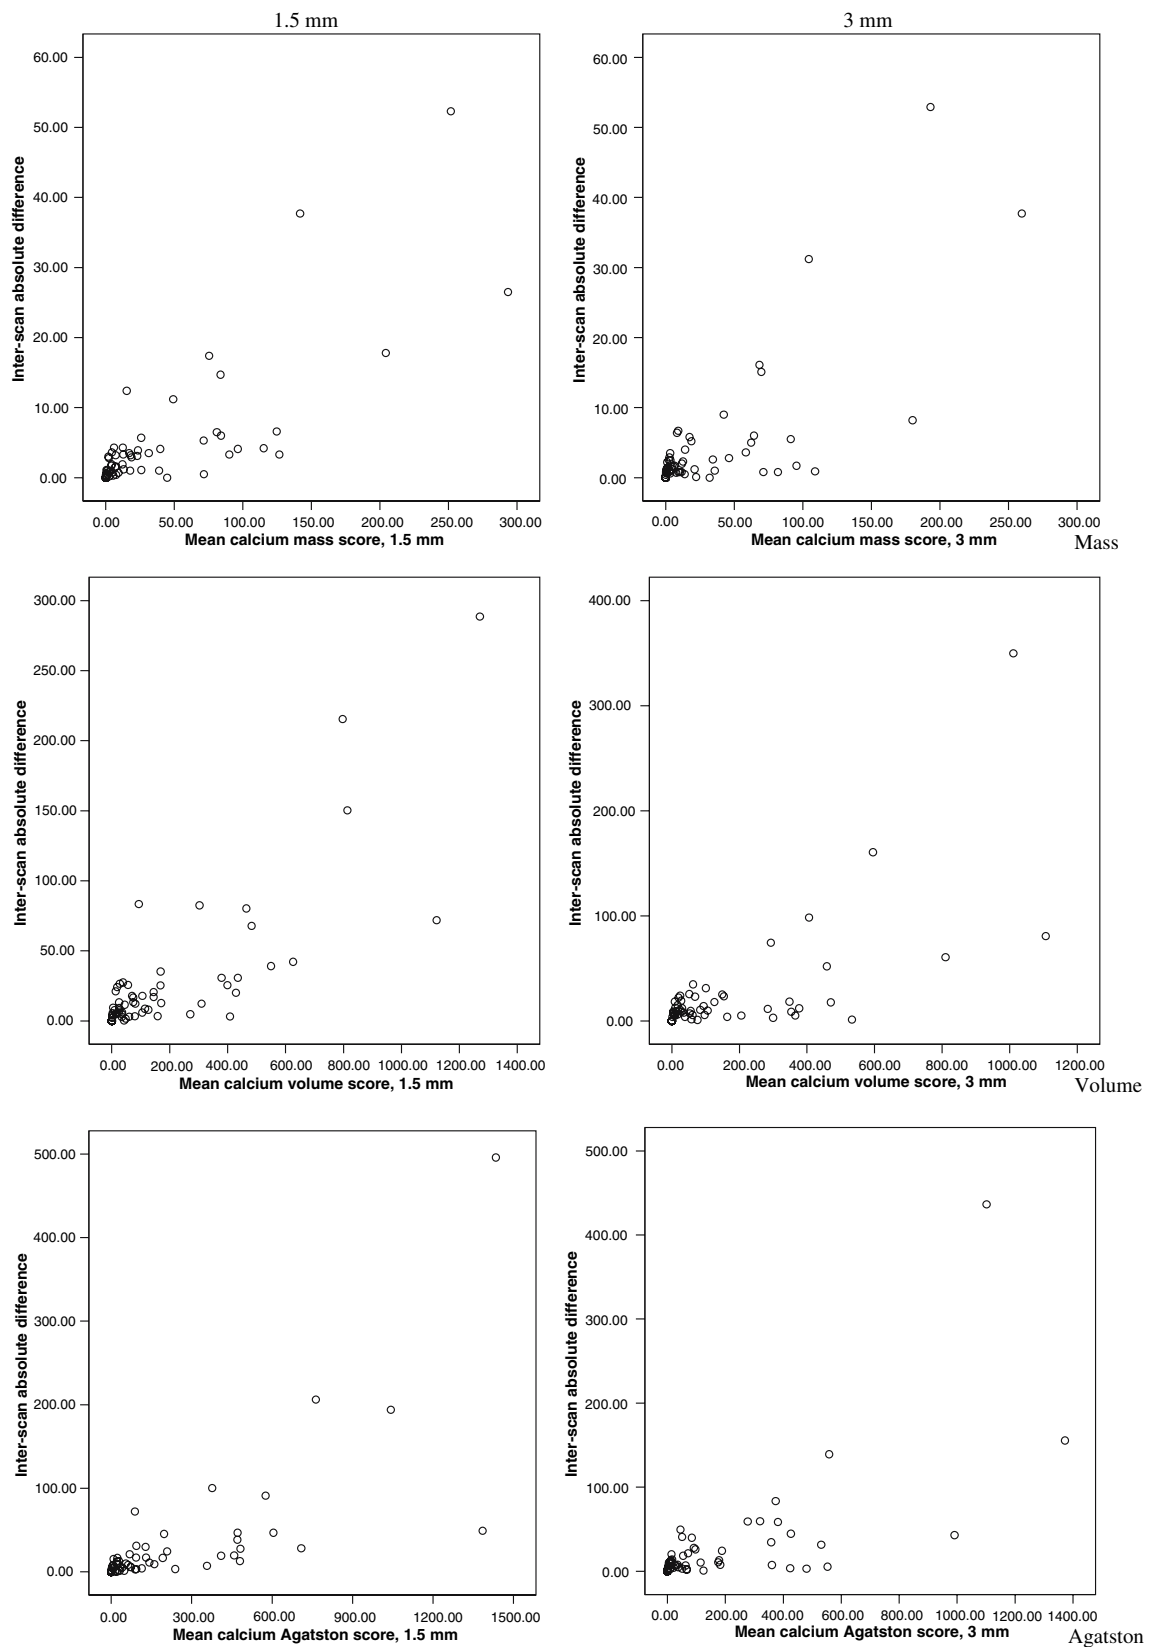 1.5 mm
3 mm
60.00
50.00
40.00
30.00
20.00
10.00
0.00
Inter-scan absolute difference
0.00 50.00 100.00 150.00 200.00 250.00 300.00
Mean calcium mass score, 1.5 mm
60.00
50.00
40.00
30.00
20.00
10.00
0.00
Inter-scan absolute difference
0.00 50.00 100.00 150.00 200.00 250.00 300.00
Mean calcium mass score, 3 mm
Mass
300.00
250.00
200.00
150.00
100.00
50.00
0.00
Inter-scan absolute difference
0.00 200.00 400.00 600.00 800.00 1000.00 1200.00 1400.00
Mean calcium volume score, 1.5 mm
400.00
300.00
200.00
100.00
0.00
Inter-scan absolute difference
0.00 200.00 400.00 600.00 800.00 1000.00 1200.00
Mean calcium volume score, 3 mm
Volume
500.00
400.00
300.00
200.00
100.00
0.00
Inter-scan absolute difference
0.00 300.00 600.00 900.00 1200.00 1500.00
Mean calcium Agatston score, 1.5 mm
500.00
400.00
300.00
200.00
100.00
0.00
Inter-scan absolute difference
0.00 200.00 400.00 600.00 800.00 1000.00 1200.00 1400.00
Mean calcium Agatston score, 3 mm
Agatston